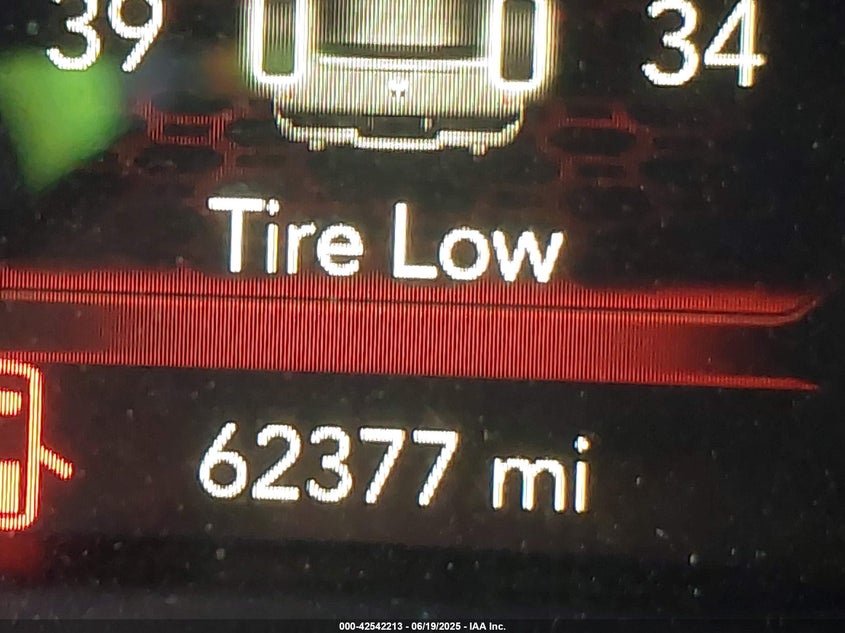 39 34
Tire Low
62377 mi
000-42542213 - 06/19/2025 - IAA Inc.